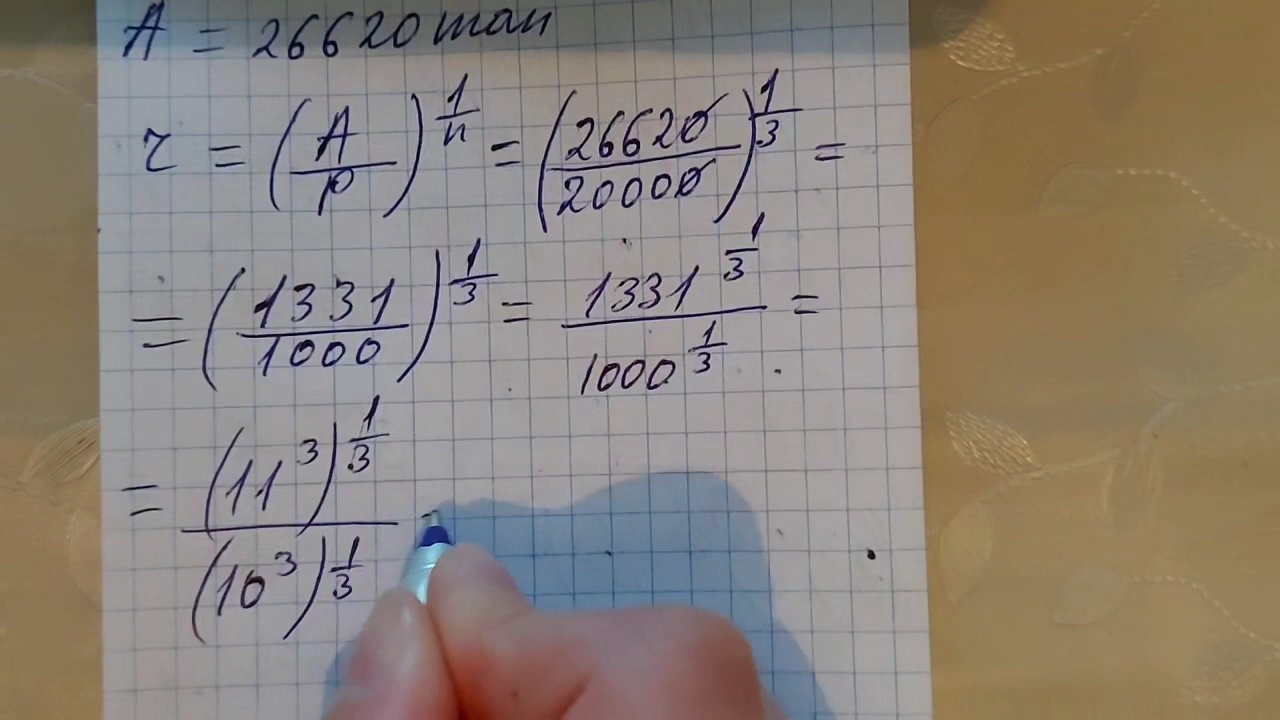 A = 26620 тап
r = (A/p)^(1/n) = (26620/20000)^(1/3) =
= (1331/1000)^(1/3) = 1331^(1/3)/1000^(1/3) =
= (11^3)^(1/3)/(10^3)^(1/3) -